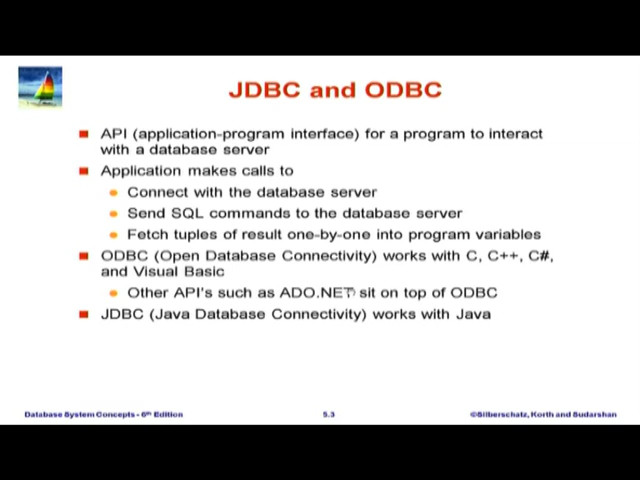 JDBC and ODBC
API (application-program interface) for a program to interact
with a database server
Application makes calls to
Connect with the database server
Send SQL commands to the database server
Fetch tuples of result one-by-one into program variables
ODBC (Open Database Connectivity) works with C, C++, C#,
and Visual Basic
Other API's such as ADO.NET sit on top of ODBC
JDBC (Java Database Connectivity) works with Java
Database System Concepts - 6th Edition
5.3
©Silberschatz, Korth and Sudarshan